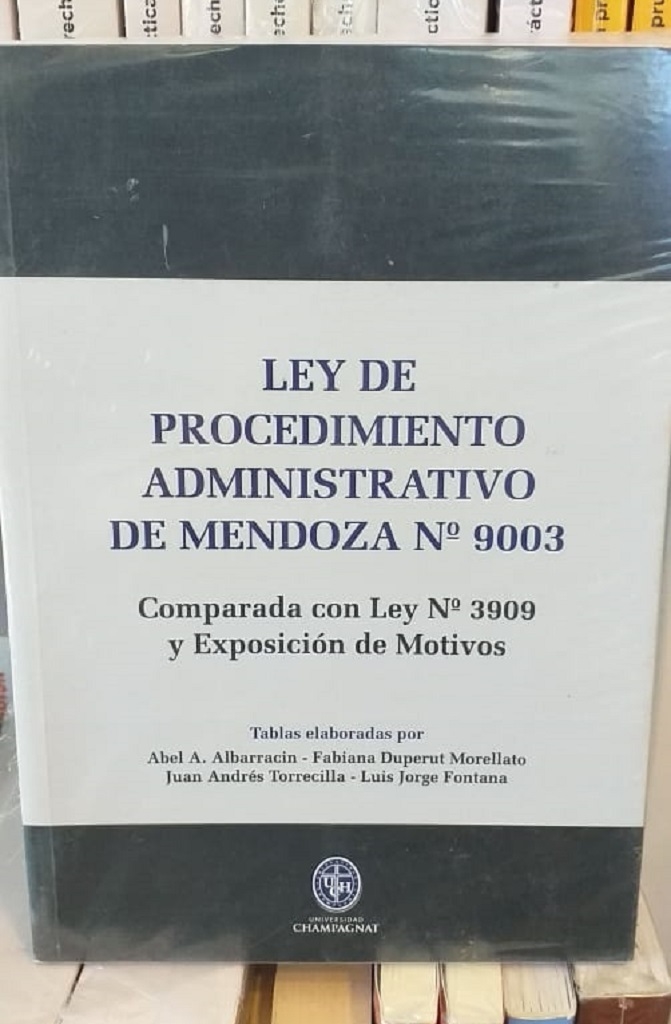 LEY DE
PROCEDIMIENTO
ADMINISTRATIVO
DE MENDOZA Nº 9003
Comparada con Ley Nº 3909
y Exposición de Motivos
Tablas elaboradas por
Abel A. Albarracin - Fabiana Duperut Morellato
Juan Andrés Torrecilla - Luis Jorge Fontana
UNIVERSIDAD
CHAMPAGNAT